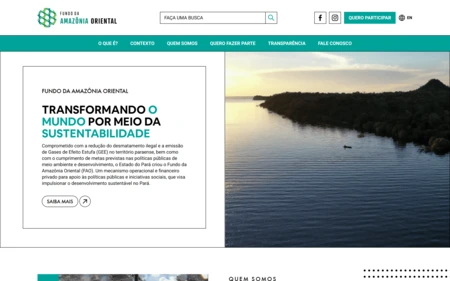 FUNDO DA
AMAZÔNIA ORIENTAL
FAÇA UMA BUSCA
QUERO PARTICIPAR
EN
O QUE É?
CONTEXTO
QUEM SOMOS
QUERO FAZER PARTE
TRANSPARÊNCIA
FALE CONOSCO
FUNDO DA AMAZÔNIA ORIENTAL
TRANSFORMANDO O
MUNDO POR MEIO DA
SUSTENTABILIDADE
Comprometido com a redução do desmatamento ilegal e a emissão
de Gases de Efeito Estufa (GEE) no território paraense, bem como
com o cumprimento de metas previstas nas políticas públicas de
meio ambiente e desenvolvimento, o Estado do Pará criou o Fundo da
Amazônia Oriental (FAO). Um mecanismo operacional e financeiro
privado para apoio às políticas públicas e iniciativas sociais, que visa
impulsionar o desenvolvimento sustentável no Pará.
SAIBA MAIS
QUEM SOMOS